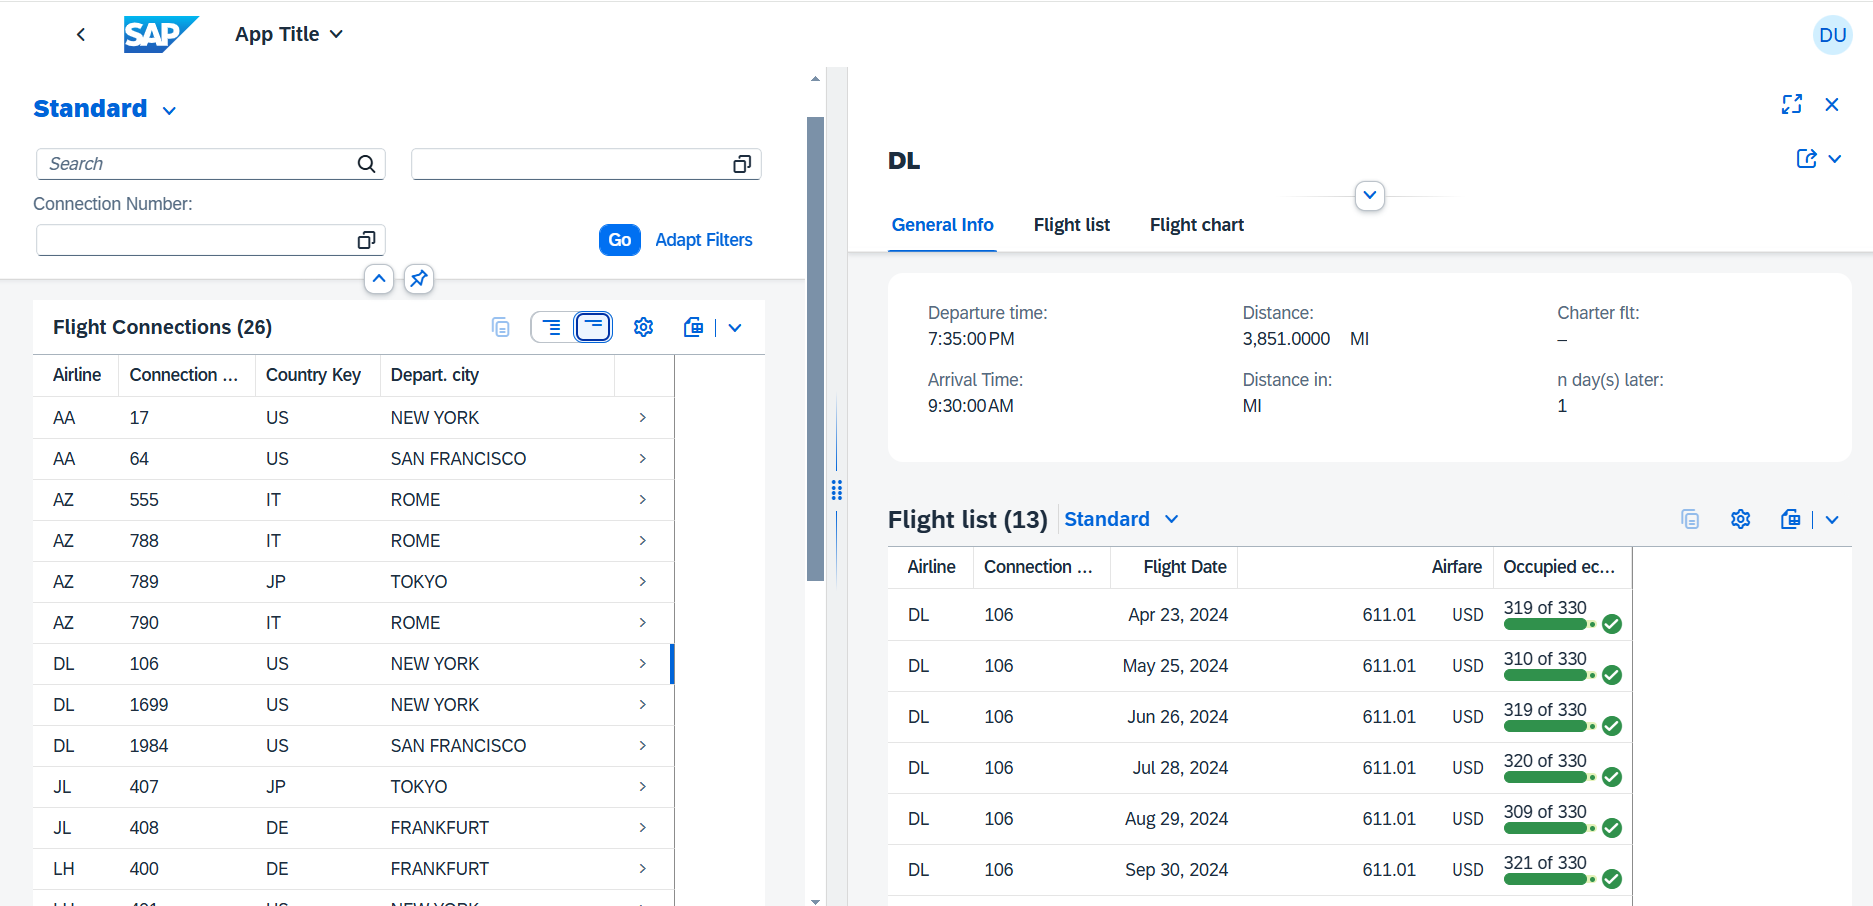 SAP App Title
DU
Standard
Search
Connection Number:
Go Adapt Filters
Flight Connections (26)
Airline Connection ... Country Key Depart. city
AA 17 US NEW YORK
AA 64 US SAN FRANCISCO
AZ 555 IT ROME
AZ 788 IT ROME
AZ 789 JP TOKYO
AZ 790 IT ROME
DL 106 US NEW YORK
DL 1699 US NEW YORK
DL 1984 US SAN FRANCISCO
JL 407 JP TOKYO
JL 408 DE FRANKFURT
LH 400 DE FRANKFURT
DL
General Info Flight list Flight chart
Departure time: Distance: Charter flt:
7:35:00 PM 3,851.0000 MI –
Arrival Time: Distance in: n day(s) later:
9:30:00 AM MI 1
Flight list (13) Standard
Airline Connection ... Flight Date Airfare Occupied ec...
DL 106 Apr 23, 2024 611.01 USD 319 of 330
DL 106 May 25, 2024 611.01 USD 310 of 330
DL 106 Jun 26, 2024 611.01 USD 319 of 330
DL 106 Jul 28, 2024 611.01 USD 320 of 330
DL 106 Aug 29, 2024 611.01 USD 309 of 330
DL 106 Sep 30, 2024 611.01 USD 321 of 330